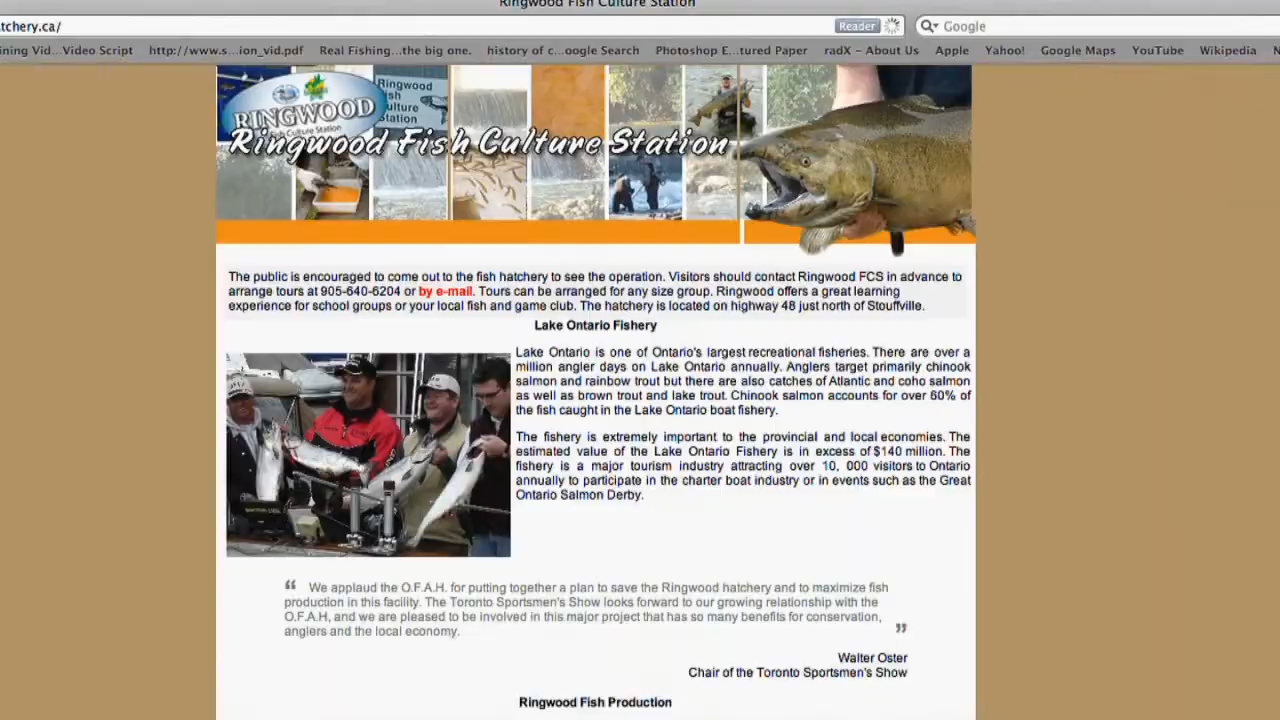 Ringwood Fish Culture Station
atchery.ca/
Reader
Google
ining Vid...Video Script http://www.s...ion_vid.pdf Real Fishing...the big one. history of c...oogle Search Photoshop E...tured Paper radX – About Us Apple Yahoo! Google Maps YouTube Wikipedia
Ringwood
Fish
Culture
Station
RINGWOOD
Fish Culture Station
Ringwood Fish Culture Station
The public is encouraged to come out to the fish hatchery to see the operation. Visitors should contact Ringwood FCS in advance to
arrange tours at 905-640-6204 or by e-mail. Tours can be arranged for any size group. Ringwood offers a great learning
experience for school groups or your local fish and game club. The hatchery is located on highway 48 just north of Stouffville.
Lake Ontario Fishery
Lake Ontario is one of Ontario's largest recreational fisheries. There are over a
million angler days on Lake Ontario annually. Anglers target primarily chinook
salmon and rainbow trout but there are also catches of Atlantic and coho salmon
as well as brown trout and lake trout. Chinook salmon accounts for over 60% of
the fish caught in the Lake Ontario boat fishery.
The fishery is extremely important to the provincial and local economies. The
estimated value of the Lake Ontario Fishery is in excess of $140 million. The
fishery is a major tourism industry attracting over 10, 000 visitors to Ontario
annually to participate in the charter boat industry or in events such as the Great
Ontario Salmon Derby.
“ We applaud the O.F.A.H. for putting together a plan to save the Ringwood hatchery and to maximize fish
production in this facility. The Toronto Sportsmen's Show looks forward to our growing relationship with the
O.F.A.H, and we are pleased to be involved in this major project that has so many benefits for conservation,
anglers and the local economy. ”
Walter Oster
Chair of the Toronto Sportsmen's Show
Ringwood Fish Production